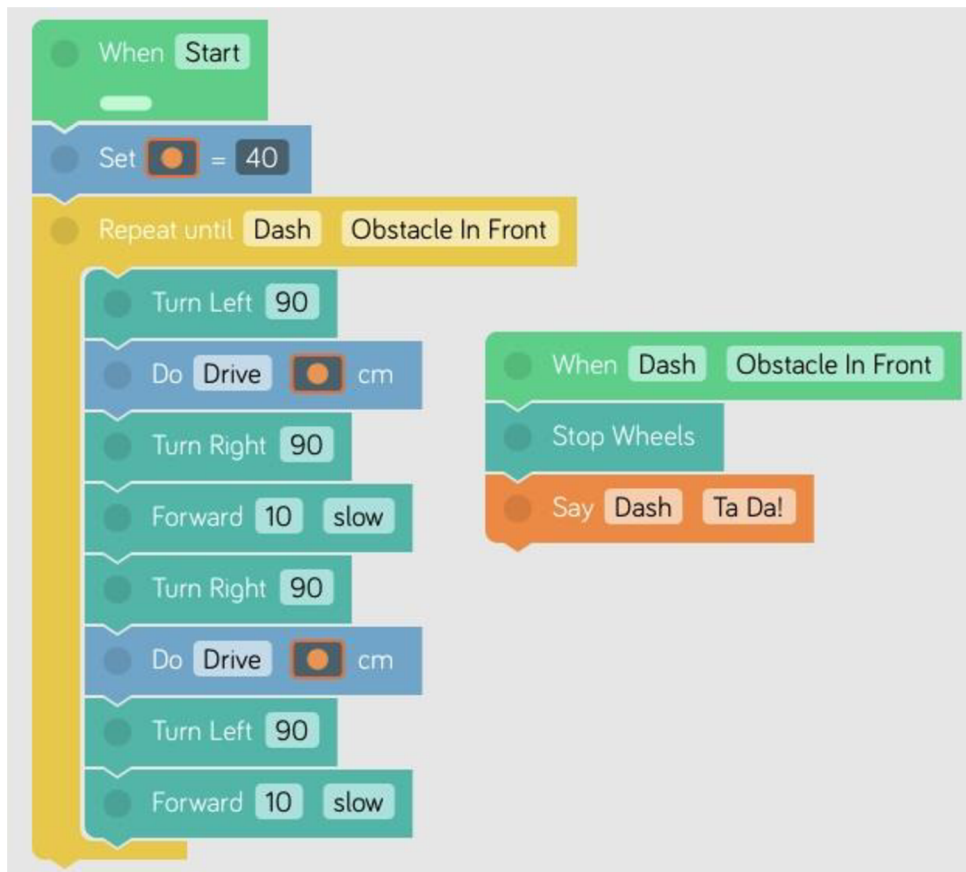 When Start
Set = 40
Repeat until Dash Obstacle In Front
Turn Left 90
Do Drive cm
Turn Right 90
Forward 10 slow
Turn Right 90
Do Drive cm
Turn Left 90
Forward 10 slow
When Dash Obstacle In Front
Stop Wheels
Say Dash Ta Da!